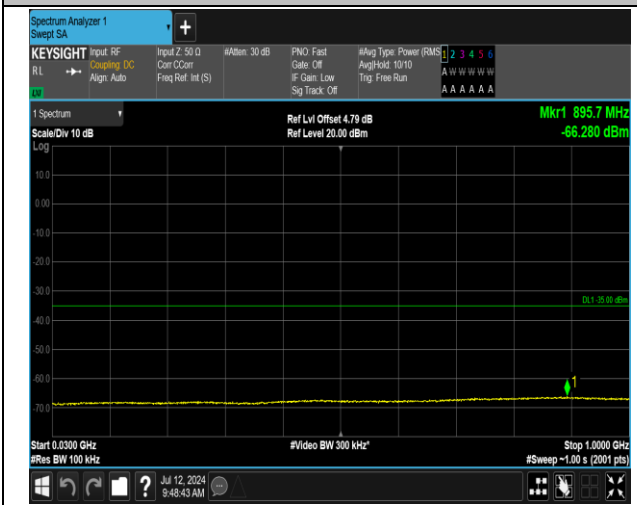 Spectrum Analyzer 1
Swept SA
+
KEYSIGHT
RL
LXI
Input: RF
Coupling: DC
Align: Auto
Input Z: 50 Ω
Corr CCorr
Freq Ref: Int (S)
#Atten: 30 dB
PNO: Fast
Gate: Off
IF Gain: Low
Sig Track: Off
#Avg Type: Power (RMS
Avg|Hold: 10/10
Trig: Free Run
1 2 3 4 5 6
A W W W W W
A A A A A A
1 Spectrum
Scale/Div 10 dB
Log
Ref Lvl Offset 4.79 dB
Ref Level 20.00 dBm
Mkr1 895.7 MHz
-66.280 dBm
10.0
0.00
-10.0
-20.0
-30.0
DL1 -35.00 dBm
-40.0
-50.0
-60.0
1
-70.0
Start 0.0300 GHz
#Res BW 100 kHz
#Video BW 300 kHz*
Stop 1.0000 GHz
#Sweep ~1.00 s (2001 pts)
?
Jul 12, 2024
9:48:43 AM